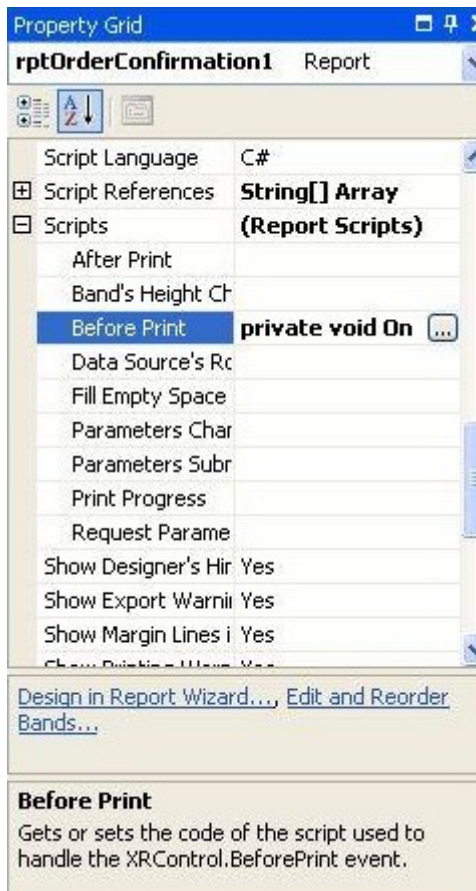 Property Grid
rptOrderConfirmation1 Report
Script Language C#
Script References String[] Array
Scripts (Report Scripts)
After Print
Band's Height Ch
Before Print private void On ...
Data Source's Ro
Fill Empty Space
Parameters Char
Parameters Subr
Print Progress
Request Parame
Show Designer's Hir Yes
Show Export Warnii Yes
Show Margin Lines i Yes
Design in Report Wizard..., Edit and Reorder
Bands...
Before Print
Gets or sets the code of the script used to
handle the XRControl.BeforePrint event.